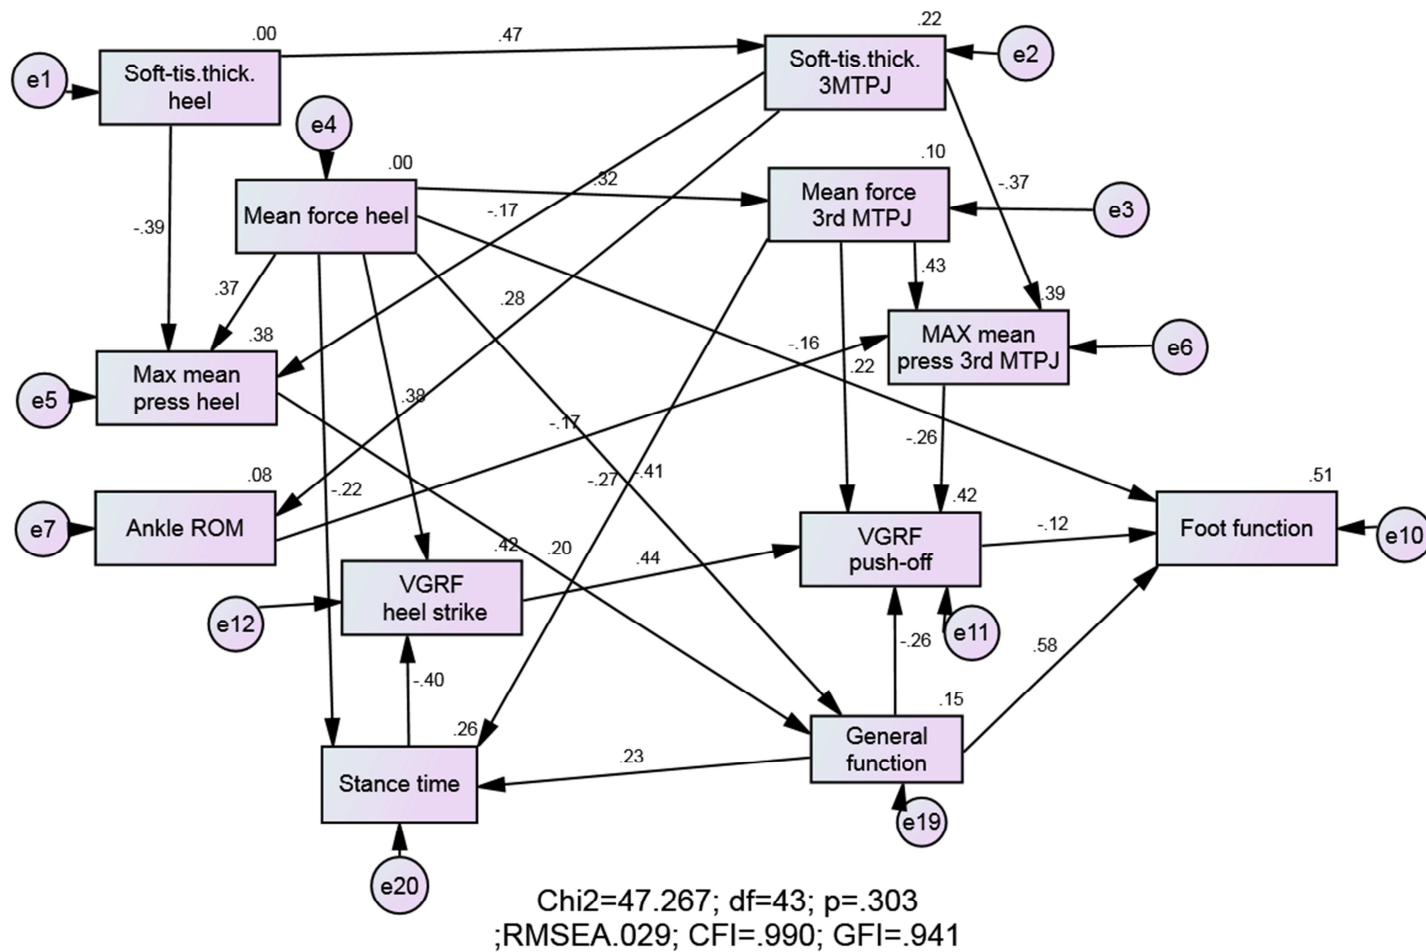 .00
.47
.22
e1
Soft-tis.thick.
heel
Soft-tis.thick.
3MTPJ
e2
e4
.00
.10
Mean force heel
.32
-.17
Mean force
3rd MTPJ
-.37
e3
-.39
.37
.28
.43
.39
.38
Max mean
press heel
e5
-.16
.22
MAX mean
press 3rd MTPJ
e6
.38
-.17
-.26
.08
Ankle ROM
e7
-.22
-.27
-.41
.42
.51
Foot function
e10
VGRF
push-off
-.12
.42
.20
.44
VGRF
heel strike
e12
e11
-.26
.58
-.40
.26
.15
Stance time
.23
General
function
e19
e20
Chi2=47.267; df=43; p=.303
;RMSEA.029; CFI=.990; GFI=.941